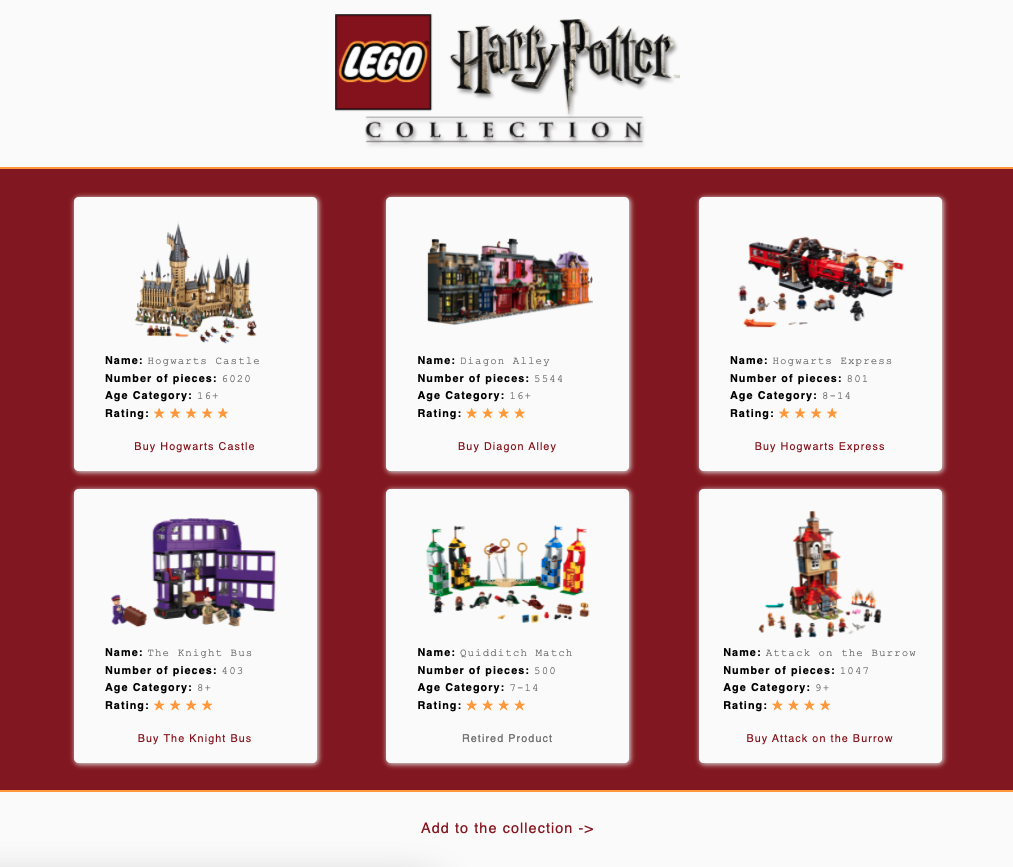 LEGO Harry Potter
COLLECTION
Name: Hogwarts Castle
Number of pieces: 6020
Age Category: 16+
Rating: ★ ★ ★ ★ ★
Buy Hogwarts Castle
Name: Diagon Alley
Number of pieces: 5544
Age Category: 16+
Rating: ★ ★ ★ ★
Buy Diagon Alley
Name: Hogwarts Express
Number of pieces: 801
Age Category: 8-14
Rating: ★ ★ ★ ★
Buy Hogwarts Express
Name: The Knight Bus
Number of pieces: 403
Age Category: 8+
Rating: ★ ★ ★ ★
Buy The Knight Bus
Name: Quidditch Match
Number of pieces: 500
Age Category: 7-14
Rating: ★ ★ ★ ★
Retired Product
Name: Attack on the Burrow
Number of pieces: 1047
Age Category: 9+
Rating: ★ ★ ★ ★
Buy Attack on the Burrow
Add to the collection ->